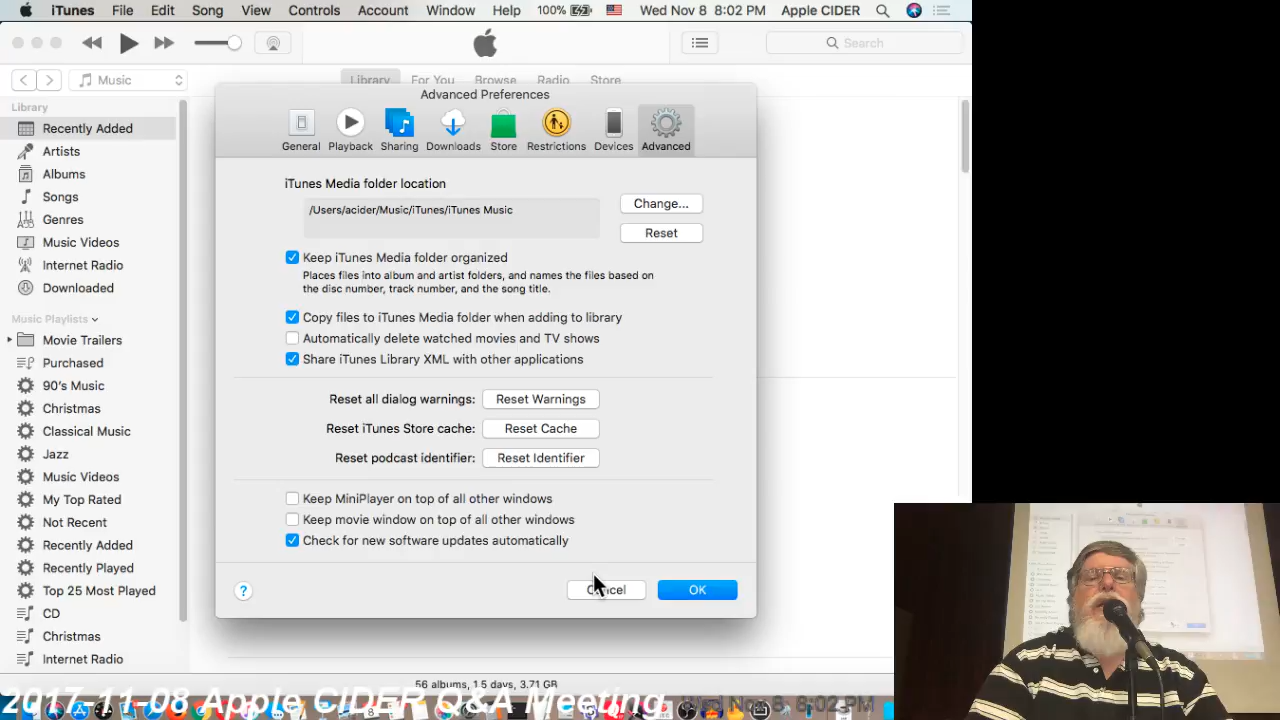 iTunes File Edit Song View Controls Account Window Help 100% Wed Nov 8 8:02 PM Apple CIDER
Search
Music Library For You Browse Radio Store
Advanced Preferences
General Playback Sharing Downloads Store Restrictions Devices Advanced
Library
Recently Added
Artists
Albums
Songs
Genres
Music Videos
Internet Radio
Downloaded
Music Playlists
Movie Trailers
Purchased
90's Music
Christmas
Classical Music
Jazz
Music Videos
My Top Rated
Not Recent
Recently Added
Recently Played
Top 25 Most Played
CD
Christmas
Internet Radio
iTunes Media folder location
/Users/acider/Music/iTunes/iTunes Music
Change...
Reset
Keep iTunes Media folder organized
Places files into album and artist folders, and names the files based on
the disc number, track number, and the song title.
Copy files to iTunes Media folder when adding to library
Automatically delete watched movies and TV shows
Share iTunes Library XML with other applications
Reset all dialog warnings: Reset Warnings
Reset iTunes Store cache: Reset Cache
Reset podcast identifier: Reset Identifier
Keep MiniPlayer on top of all other windows
Keep movie window on top of all other windows
Check for new software updates automatically
? Cancel OK
56 albums, 1.5 days, 3.71 GB
2017-11-08 Apple CIDER Q&A Meeting
Wed Nov 8, 8:02 PM